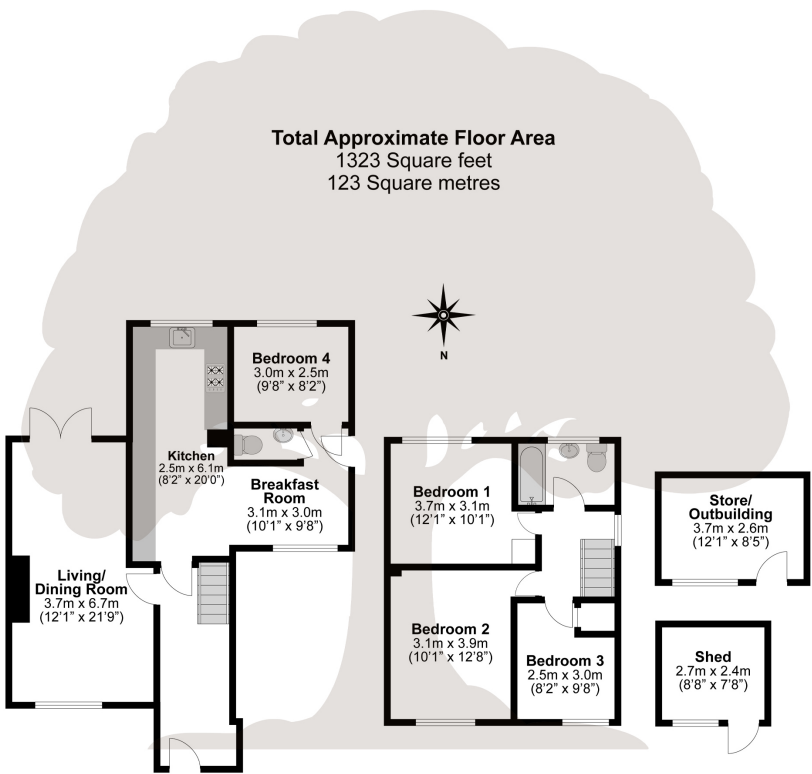 Total Approximate Floor Area
1323 Square feet
123 Square metres
N
Bedroom 4
3.0m x 2.5m
(9'8" x 8'2")
Kitchen
2.5m x 6.1m
(8'2" x 20'0")
Breakfast
Room
3.1m x 3.0m
(10'1" x 9'8")
Living/
Dining Room
3.7m x 6.7m
(12'1" x 21'9")
Bedroom 1
3.7m x 3.1m
(12'1" x 10'1")
Bedroom 2
3.1m x 3.9m
(10'1" x 12'8")
Bedroom 3
2.5m x 3.0m
(8'2" x 9'8")
Store/
Outbuilding
3.7m x 2.6m
(12'1" x 8'5")
Shed
2.7m x 2.4m
(8'8" x 7'8")